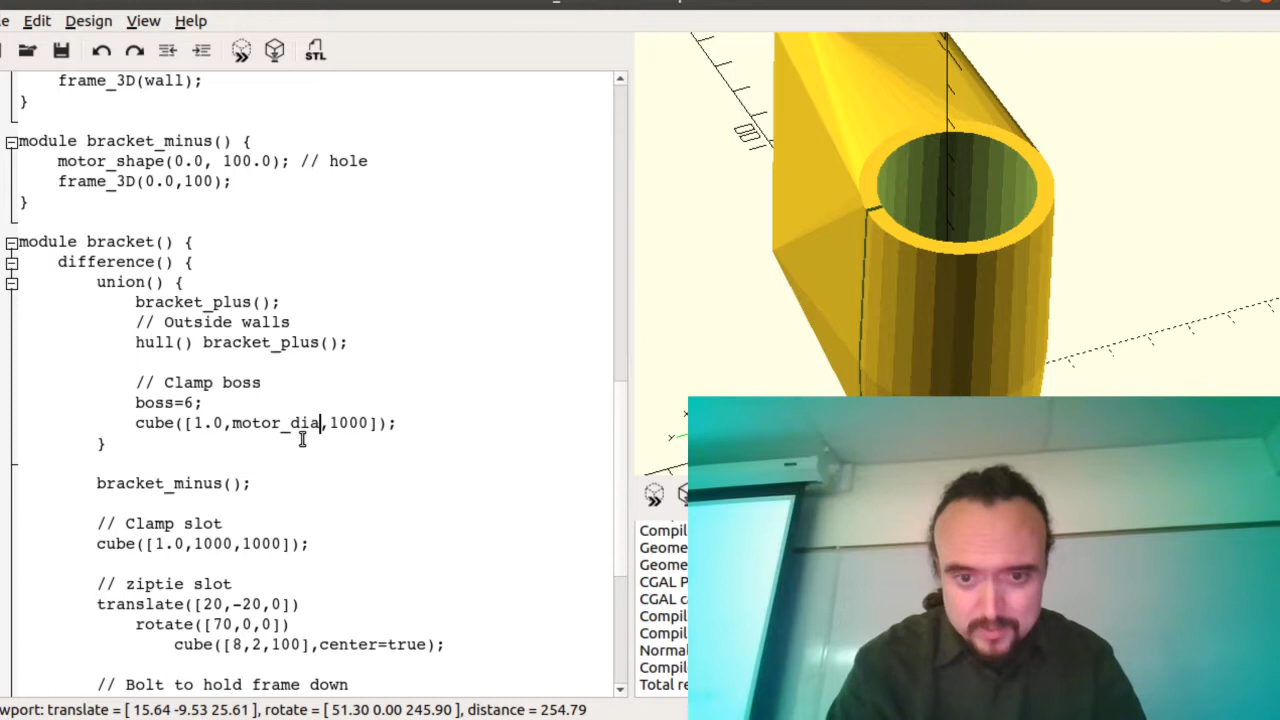 Edit Design View Help
STL
frame_3D(wall);
}
module bracket_minus() {
motor_shape(0.0, 100.0); // hole
frame_3D(0.0,100);
}
module bracket() {
difference() {
union() {
bracket_plus();
// Outside walls
hull() bracket_plus();
// Clamp boss
boss=6;
cube([1.0,motor_dia,1000]);
}
bracket_minus();
// Clamp slot
cube([1.0,1000,1000]);
// ziptie slot
translate([20,-20,0])
rotate([70,0,0])
cube([8,2,100],center=true);
// Bolt to hold frame down
wport: translate = [ 15.64 -9.53 25.61 ], rotate = [ 51.30 0.00 245.90 ], distance = 254.79
100
y
Compil
Geome
Geome
CGAL P
CGAL c
Compil
Compil
Normal
Compil
Total re